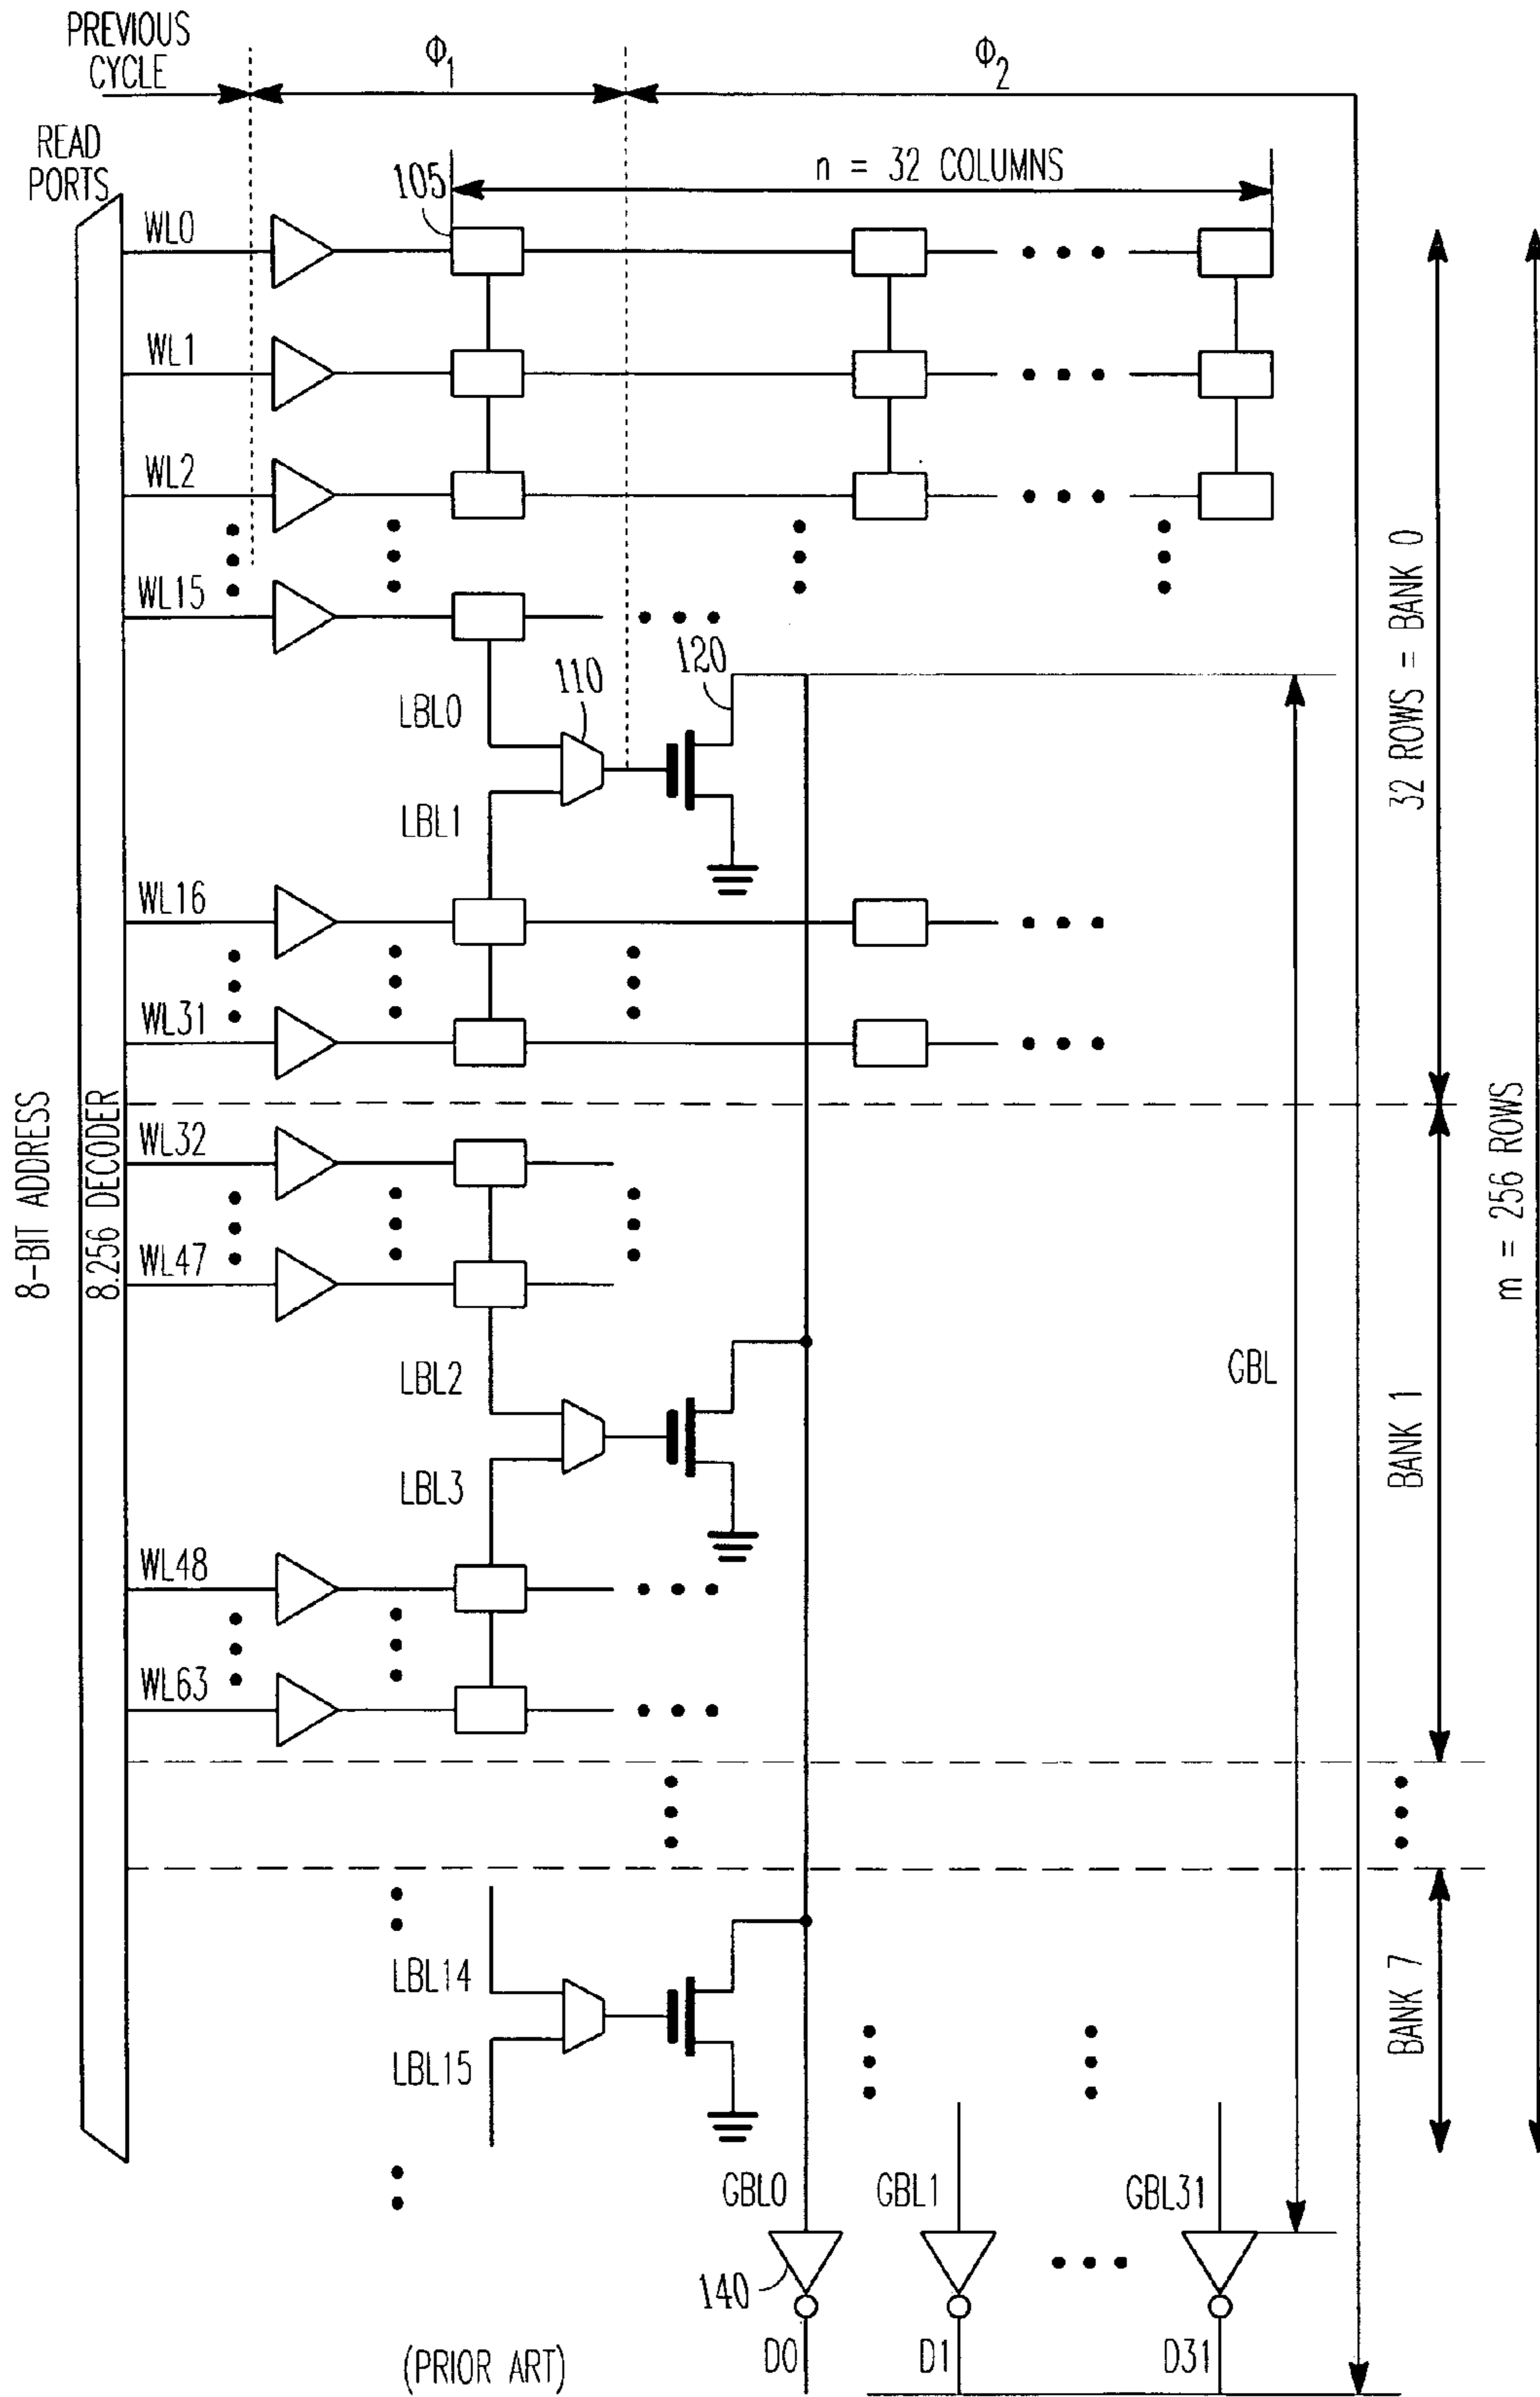 PREVIOUS
CYCLE
Φ1
Φ2
READ
PORTS
n = 32 COLUMNS
105
WL0
WL1
WL2
WL15
110
120
LBL0
LBL1
32 ROWS = BANK 0
WL16
WL31
8-BIT ADDRESS
8.256 DECODER
m = 256 ROWS
WL32
WL47
LBL2
LBL3
GBL
BANK 1
WL48
WL63
LBL14
LBL15
BANK 7
GBL0
GBL1
GBL31
140
D0
D1
D31
(PRIOR ART)